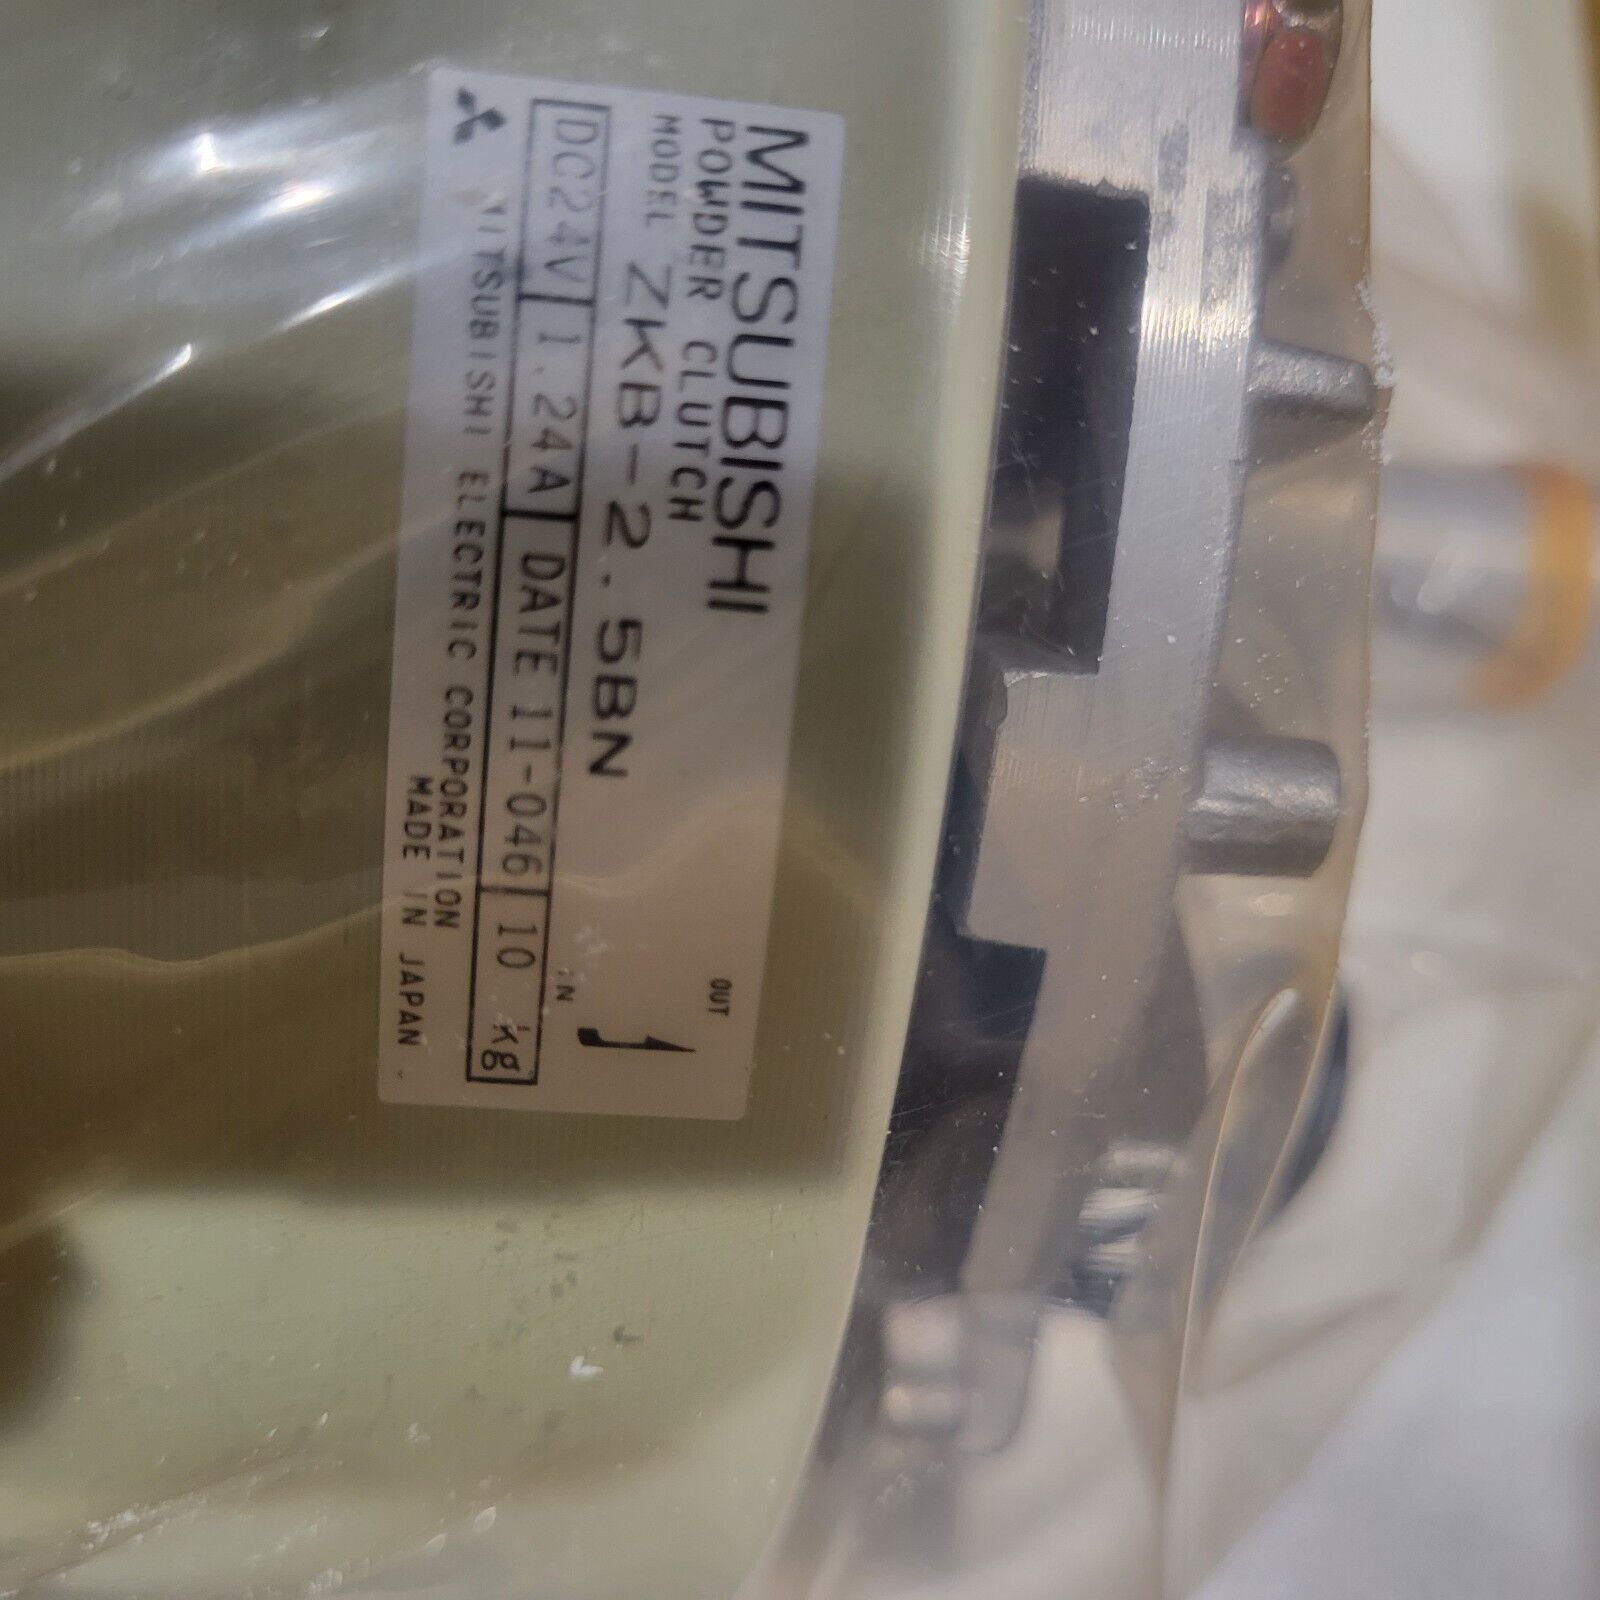 MITSUBISHI
POWDER CLUTCH
MODEL ZKB-2.5BN
OUT
IN
DC24V 1.24A DATE 11-046 10 kg
MITSUBISHI ELECTRIC CORPORATION
MADE IN JAPAN